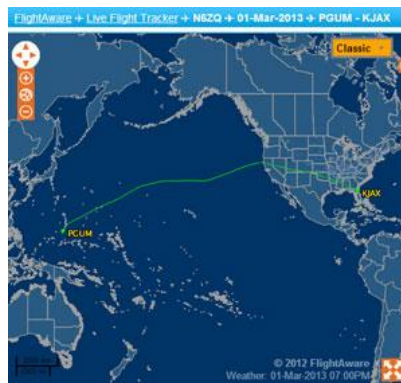 FlightAware ✈ Live Flight Tracker ✈ N6ZQ ✈ 01-Mar-2013 ✈ PGUM - KJAX
Classic
KJAX
PGUM
© 2012 FlightAware
Weather: 01-Mar-2013 07:00PM